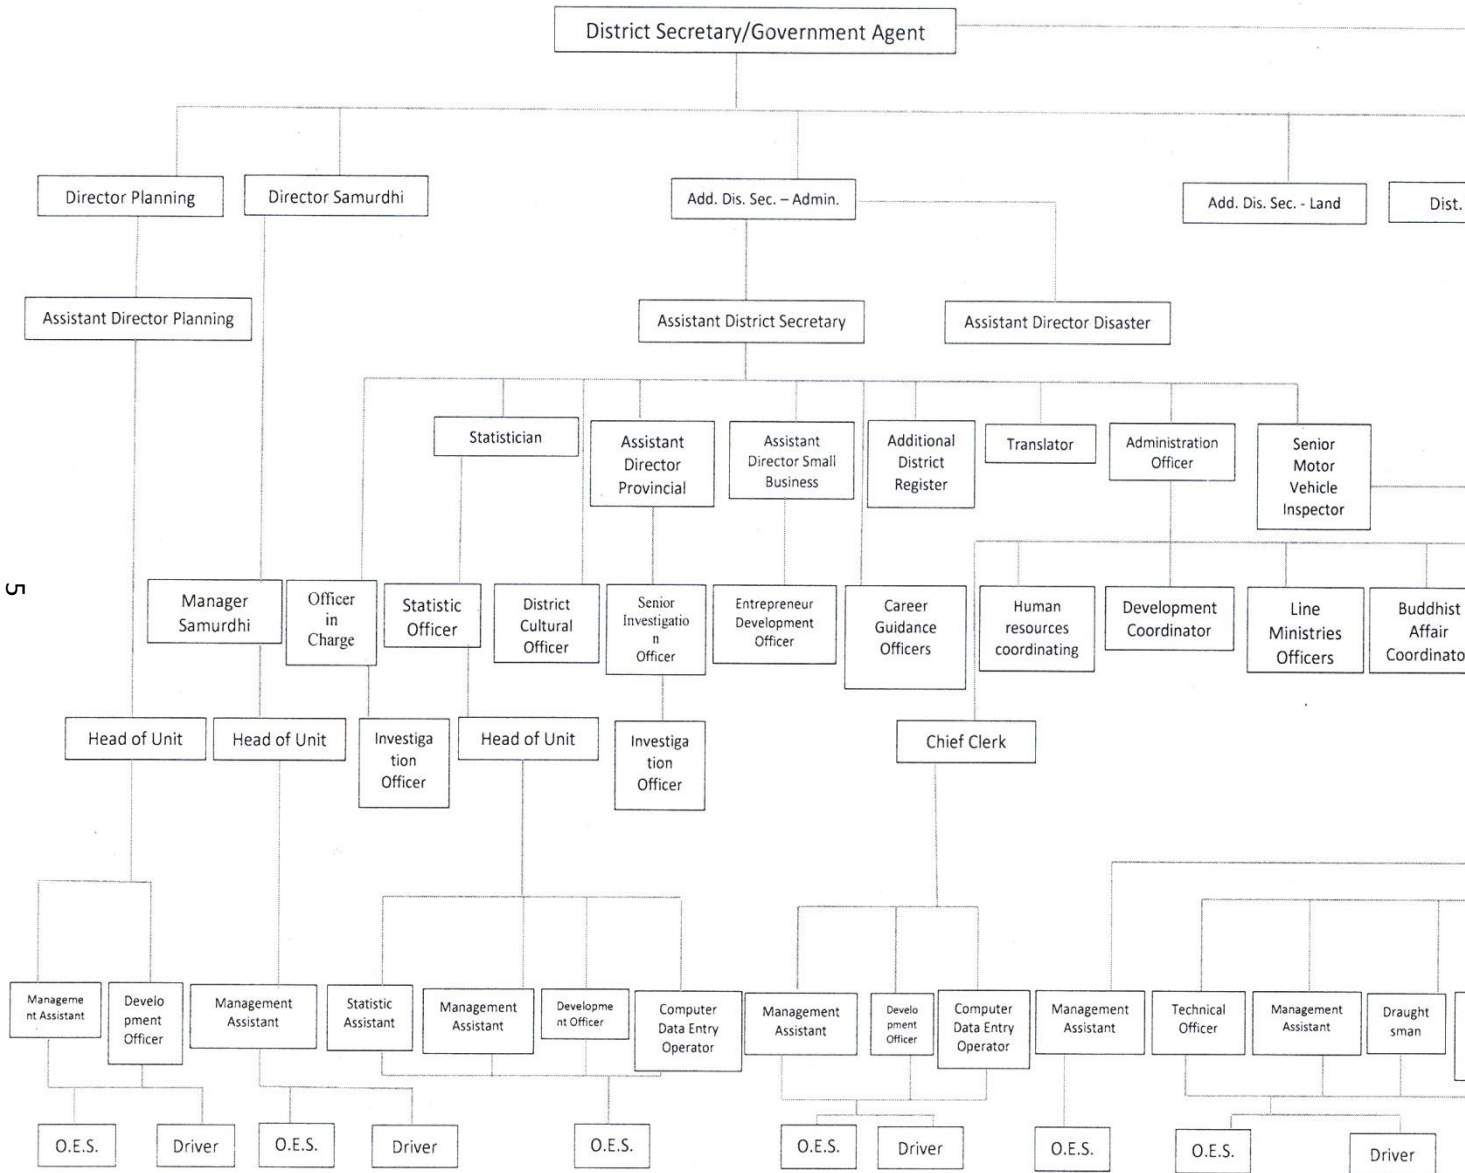 District Secretary/Government Agent
Director Planning
Director Samurdhi
Add. Dis. Sec. – Admin.
Add. Dis. Sec. - Land
Dist.
Assistant Director Planning
Assistant District Secretary
Assistant Director Disaster
Statistician
Assistant
Director
Provincial
Assistant
Director Small
Business
Additional
District
Register
Translator
Administration
Officer
Senior
Motor
Vehicle
Inspector
5
Manager
Samurdhi
Officer
in
Charge
Statistic
Officer
District
Cultural
Officer
Senior
Investigatio
n
Officer
Entrepreneur
Development
Officer
Career
Guidance
Officers
Human
resources
coordinating
Development
Coordinator
Line
Ministries
Officers
Buddhist
Affair
Coordinato
Head of Unit
Head of Unit
Investiga
tion
Officer
Head of Unit
Investiga
tion
Officer
Chief Clerk
Manageme
nt Assistant
Develo
pment
Officer
Management
Assistant
Statistic
Assistant
Management
Assistant
Developme
nt Officer
Computer
Data Entry
Operator
Management
Assistant
Develo
pment
Officer
Computer
Data Entry
Operator
Management
Assistant
Technical
Officer
Management
Assistant
Draught
sman
O.E.S.
Driver
O.E.S.
Driver
O.E.S.
O.E.S.
Driver
O.E.S.
O.E.S.
Driver